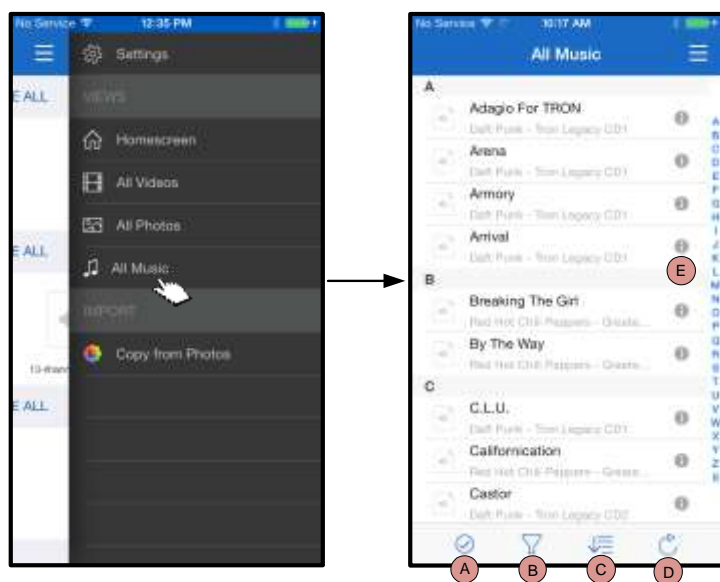 No Service 12:35 PM
Settings
E ALL
VIEWS
Homescreen
All Videos
All Photos
E ALL
All Music
IMPORT
Copy from Photos
E ALL
No Service 10:17 AM
All Music
A
Adagio For TRON
Daft Punk - Tron Legacy CD1
Arena
Daft Punk - Tron Legacy CD1
Armory
Daft Punk - Tron Legacy CD1
Arrival
Daft Punk - Tron Legacy CD1
E
B
Breaking The Girl
Red Hot Chili Peppers - Greate...
By The Way
Red Hot Chili Peppers - Greate...
C
C.L.U.
Daft Punk - Tron Legacy CD1
Californication
Red Hot Chili Peppers - Greate...
Castor
Daft Punk - Tron Legacy CD2
A
B
C
D
E
F
G
H
I
J
K
L
M
N
O
P
Q
R
S
T
U
V
W
X
Y
Z
#
A B C D